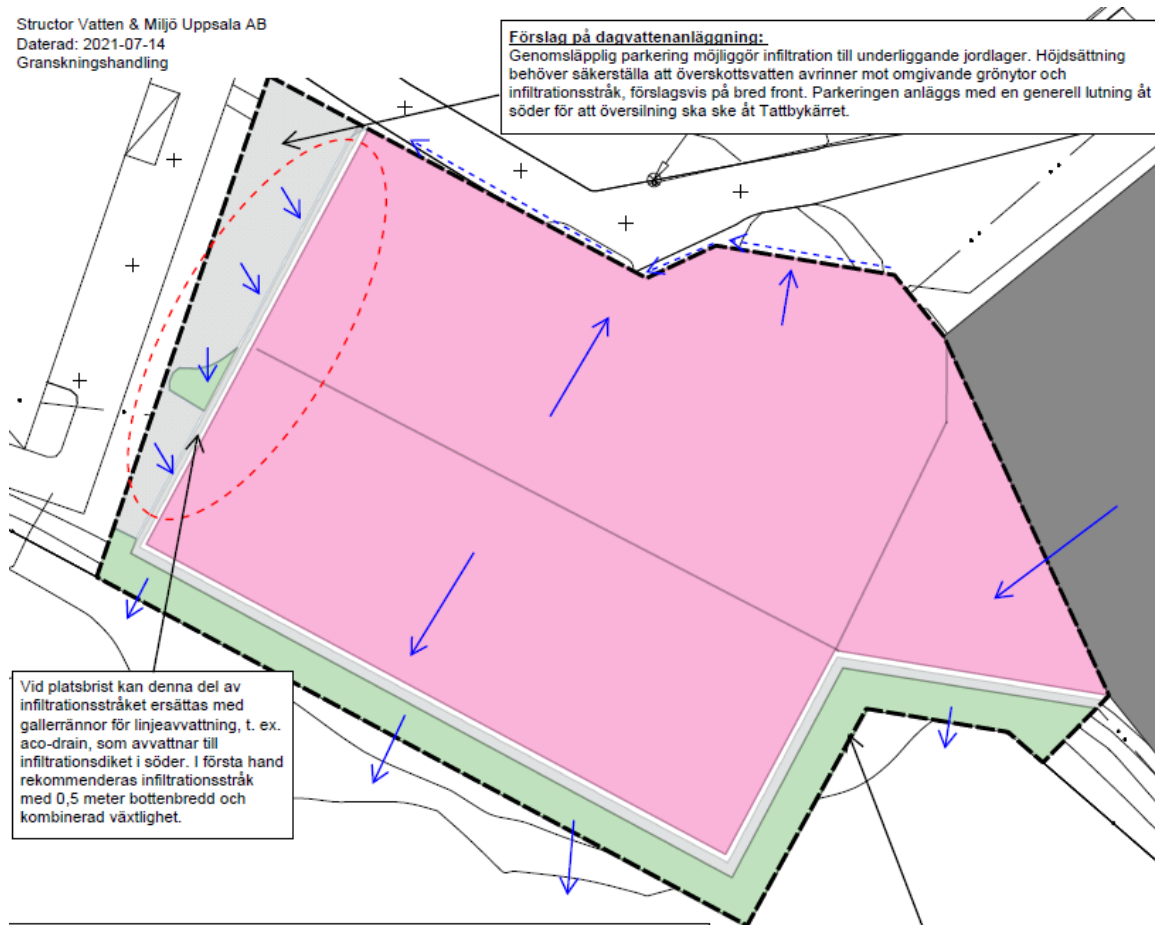 Structor Vatten & Miljö Uppsala AB
Daterad: 2021-07-14
Granskningshandling
Förslag på dagvattenanläggning:
Genomsläpplig parkering möjliggör infiltration till underliggande jordlager. Höjdsättning
behöver säkerställa att överskottsvatten avrinner mot omgivande grönytor och
infiltrationsstråk, förslagsvis på bred front. Parkeringen anläggs med en generell lutning åt
söder för att översilning ska ske åt Tattbykärret.
Vid platsbrist kan denna del av
infiltrationsstråket ersättas med
gallerrännor för linjeavvattning, t. ex.
aco-drain, som avvattnar till
infiltrationsdiket i söder. I första hand
rekommenderas infiltrationsstråk
med 0,5 meter bottenbredd och
kombinerad växtlighet.